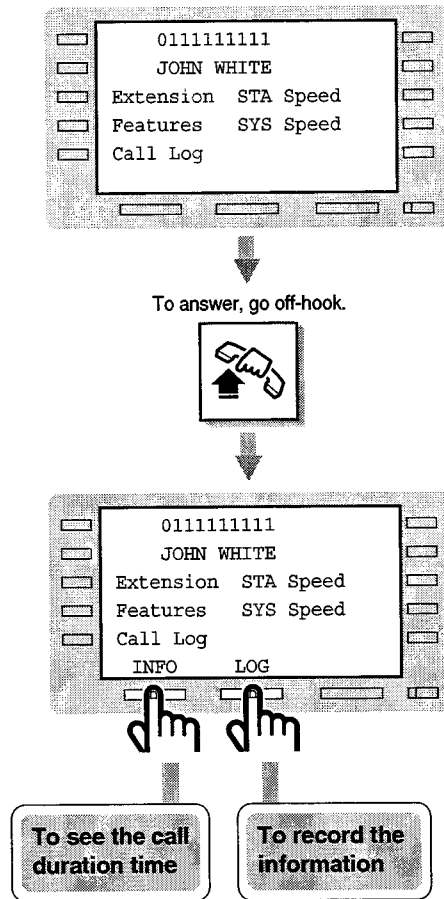 0111111111
JOHN WHITE
Extension STA Speed
Features SYS Speed
Call Log
To answer, go off-hook.
0111111111
JOHN WHITE
Extension STA Speed
Features SYS Speed
Call Log
INFO LOG
To see the call
duration time
To record the
information